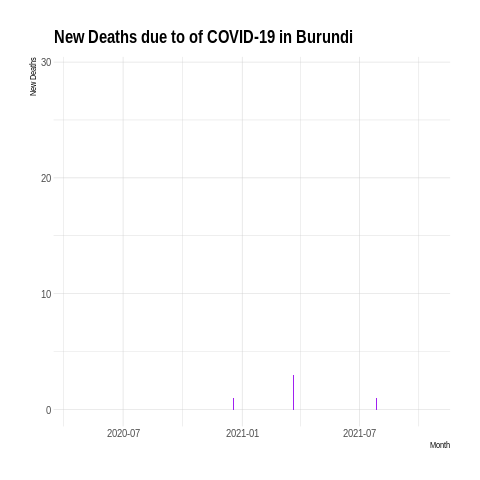 New Deaths due to of COVID-19 in Burundi
New Deaths
30
20
10
0
2020-07
2021-01
2021-07
Month